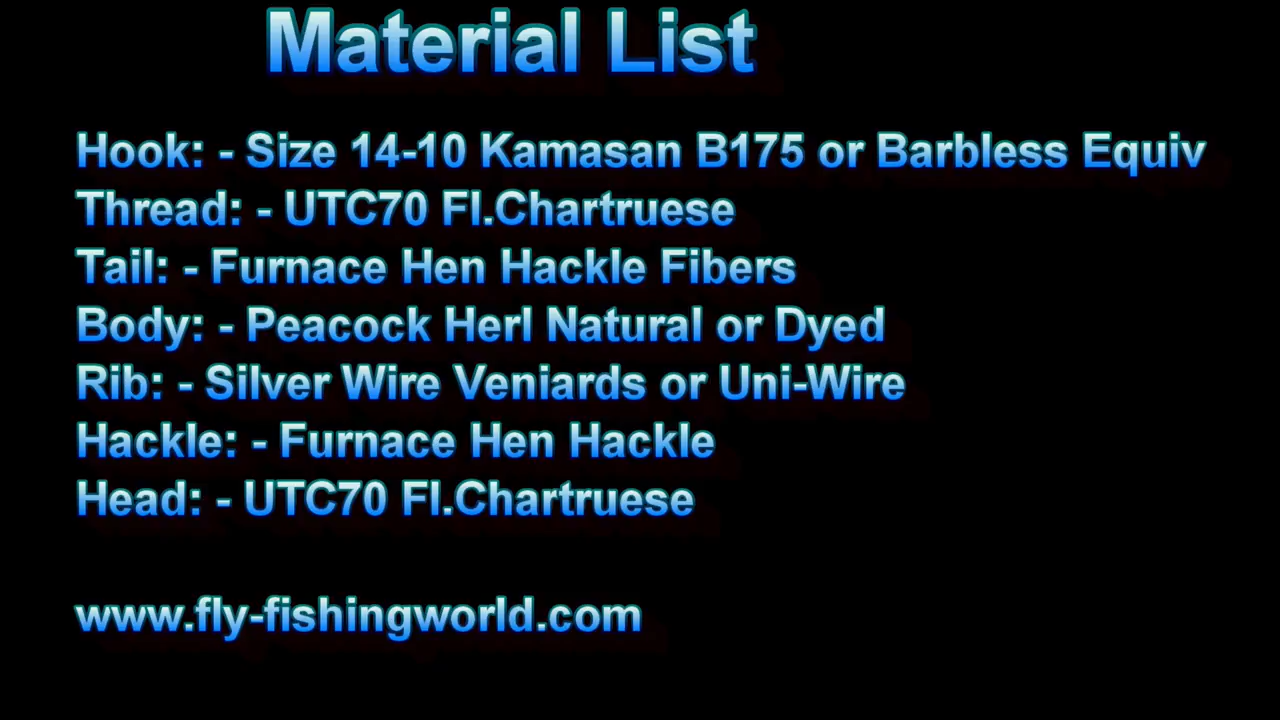 Material List
Hook: - Size 14-10 Kamasan B175 or Barbless Equiv
Thread: - UTC70 Fl.Chartruese
Tail: - Furnace Hen Hackle Fibers
Body: - Peacock Herl Natural or Dyed
Rib: - Silver Wire Veniards or Uni-Wire
Hackle: - Furnace Hen Hackle
Head: - UTC70 Fl.Chartruese
www.fly-fishingworld.com